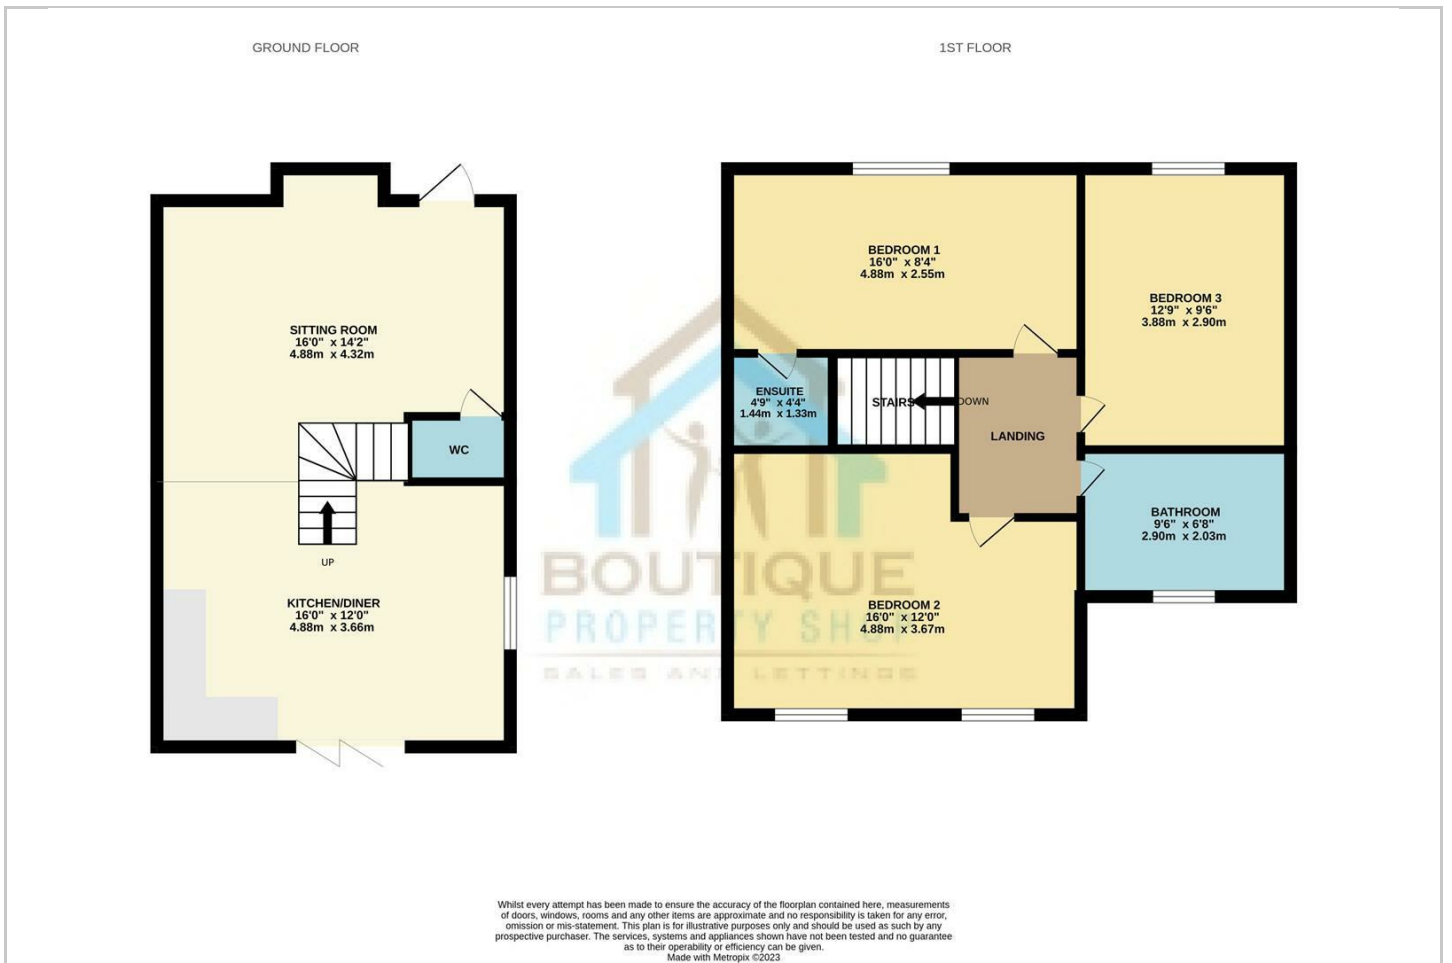 GROUND FLOOR
1ST FLOOR
SITTING ROOM
16'0" x 14'2"
4.88m x 4.32m
WC
UP
KITCHEN/DINER
16'0" x 12'0"
4.88m x 3.66m
BEDROOM 1
16'0" x 8'4"
4.88m x 2.55m
BEDROOM 3
12'9" x 9'6"
3.88m x 2.90m
ENSUITE
4'9" x 4'4"
1.44m x 1.33m
STAIRS
DOWN
LANDING
BATHROOM
9'6" x 6'8"
2.90m x 2.03m
BEDROOM 2
16'0" x 12'0"
4.88m x 3.67m
BOUTIQUE
PROPERTY SHOP
SALES AND LETTINGS
Whilst every attempt has been made to ensure the accuracy of the floorplan contained here, measurements
of doors, windows, rooms and any other items are approximate and no responsibility is taken for any error,
omission or mis-statement. This plan is for illustrative purposes only and should be used as such by any
prospective purchaser. The services, systems and appliances shown have not been tested and no guarantee
as to their operability or efficiency can be given.
Made with Metropix ©2023